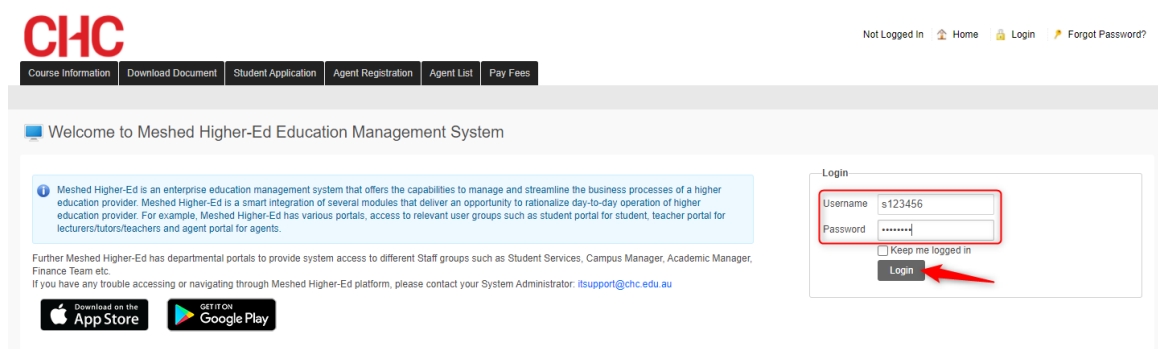 CHC
Not Logged In Home Login Forgot Password?
Course Information Download Document Student Application Agent Registration Agent List Pay Fees
Welcome to Meshed Higher-Ed Education Management System
Meshed Higher-Ed is an enterprise education management system that offers the capabilities to manage and streamline the business processes of a higher
education provider. Meshed Higher-Ed is a smart integration of several modules that deliver an opportunity to rationalize day-to-day operation of higher
education provider. For example, Meshed Higher-Ed has various portals, access to relevant user groups such as student portal for student, teacher portal for
lecturers/tutors/teachers and agent portal for agents.
Further Meshed Higher-Ed has departmental portals to provide system access to different Staff groups such as Student Services, Campus Manager, Academic Manager,
Finance Team etc.
If you have any trouble accessing or navigating through Meshed Higher-Ed platform, please contact your System Administrator: itsupport@chc.edu.au
Download on the
App Store
GET IT ON
Google Play
Login
Username s123456
Password ••••••••
Keep me logged in
Login